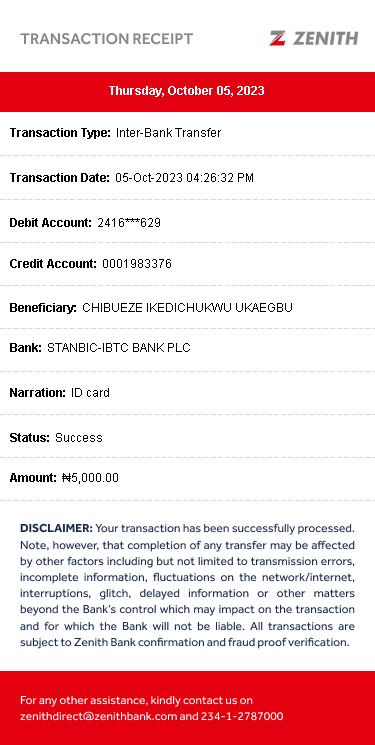 TRANSACTION RECEIPT
ZENITH
Thursday, October 05, 2023
Transaction Type: Inter-Bank Transfer
Transaction Date: 05-Oct-2023 04:26:32 PM
Debit Account: 2416***629
Credit Account: 0001983376
Beneficiary: CHIBUEZE IKEDICHUKWU UKAEGBU
Bank: STANBIC-IBTC BANK PLC
Narration: ID card
Status: Success
Amount: ₦5,000.00
DISCLAIMER: Your transaction has been successfully processed.
Note, however, that completion of any transfer may be affected
by other factors including but not limited to transmission errors,
incomplete information, fluctuations on the network/internet,
interruptions, glitch, delayed information or other matters
beyond the Bank's control which may impact on the transaction
and for which the Bank will not be liable. All transactions are
subject to Zenith Bank confirmation and fraud proof verification.
For any other assistance, kindly contact us on
zenithdirect@zenithbank.com and 234-1-2787000